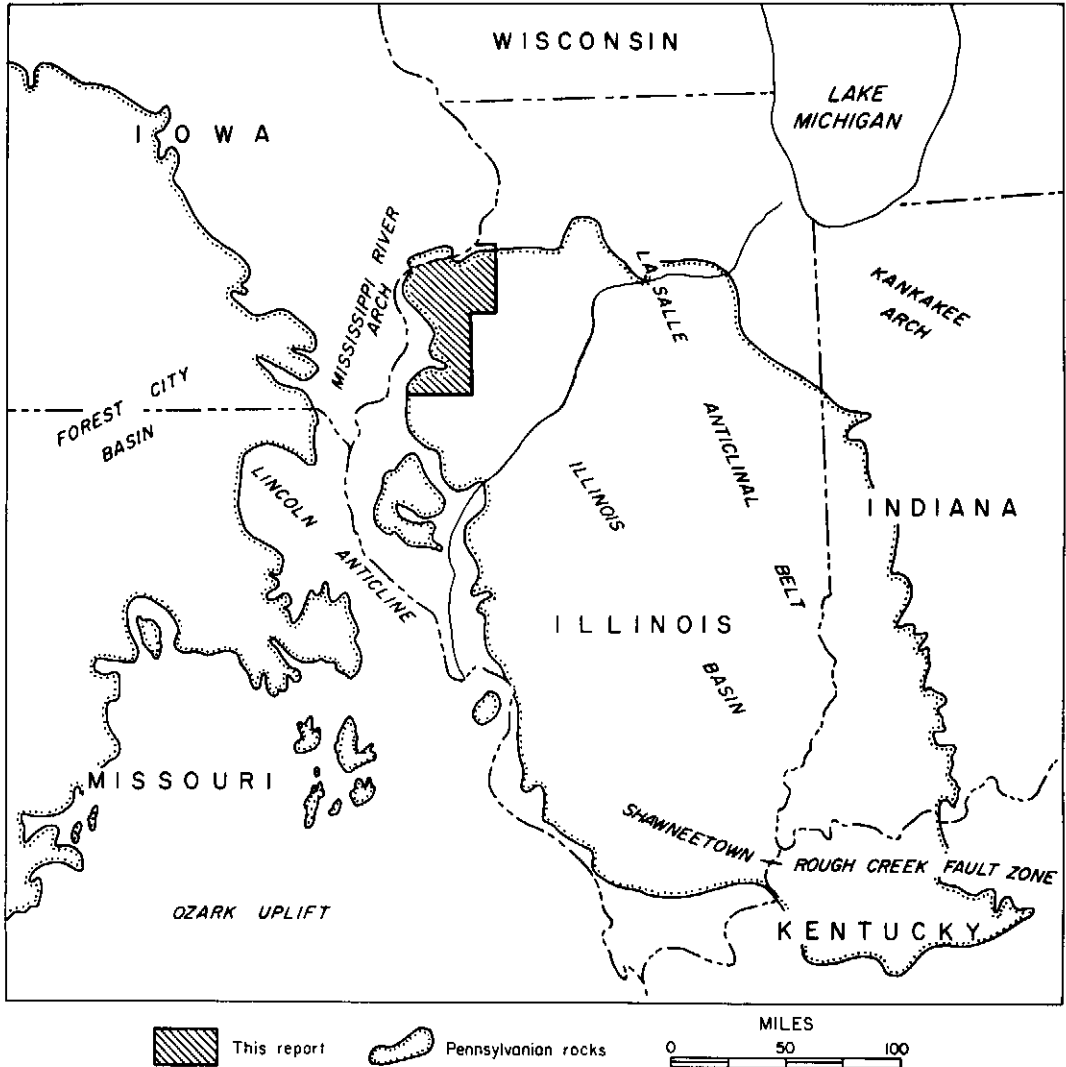 WISCONSIN
LAKE
MICHIGAN
IOWA
MISSISSIPPI RIVER
ARCH
LA SALLE
KANKAKEE
ARCH
FOREST CITY
BASIN
LINCOLN
ANTICLINE
ILLINOIS
ANTICLINAL
BELT
INDIANA
ILLINOIS
BASIN
MISSOURI
SHAWNEETOWN – ROUGH CREEK FAULT ZONE
OZARK UPLIFT
KENTUCKY
This report
Pennsylvanian rocks
MILES
0 50 100